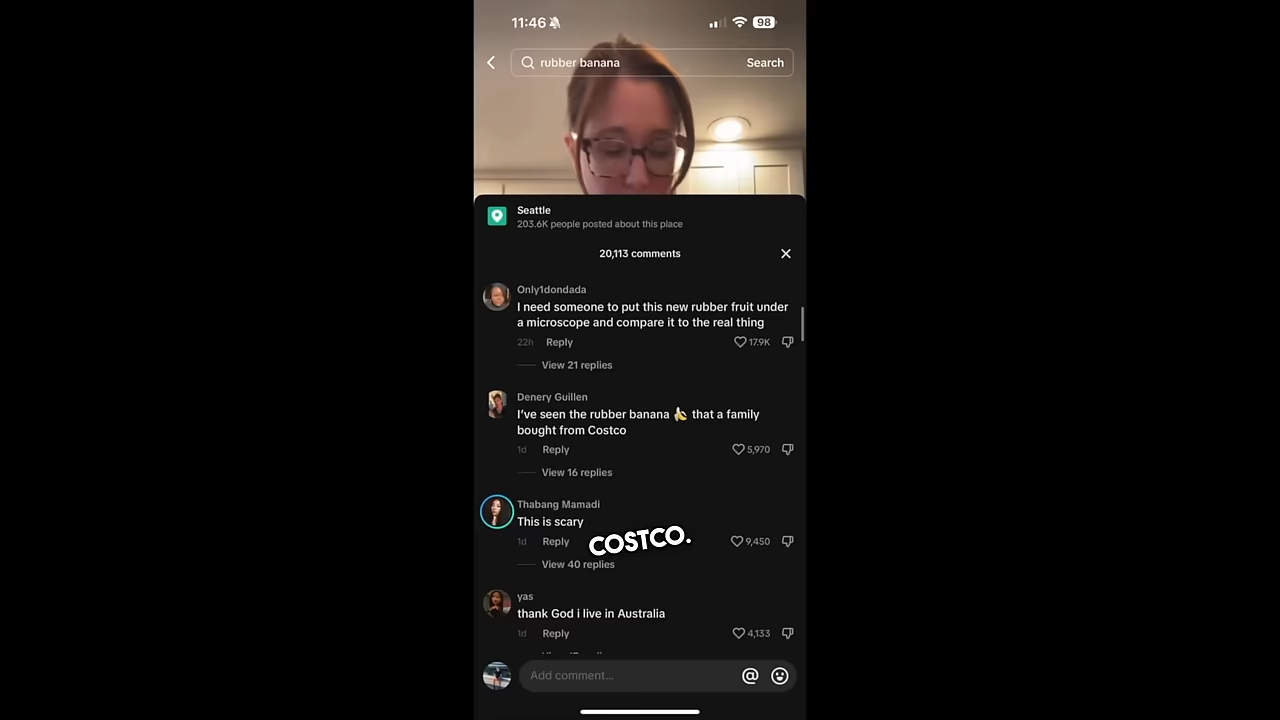 11:46
98
rubber banana
Search
Seattle
203.6K people posted about this place
20,113 comments
Only1dondada
I need someone to put this new rubber fruit under
a microscope and compare it to the real thing
22h Reply 17.9K
View 21 replies
Denery Guillen
I've seen the rubber banana 🍌 that a family
bought from Costco
1d Reply 5,970
View 16 replies
Thabang Mamadi
This is scary
COSTCO.
1d Reply 9,450
View 40 replies
yas
thank God i live in Australia
1d Reply 4,133
Add comment...